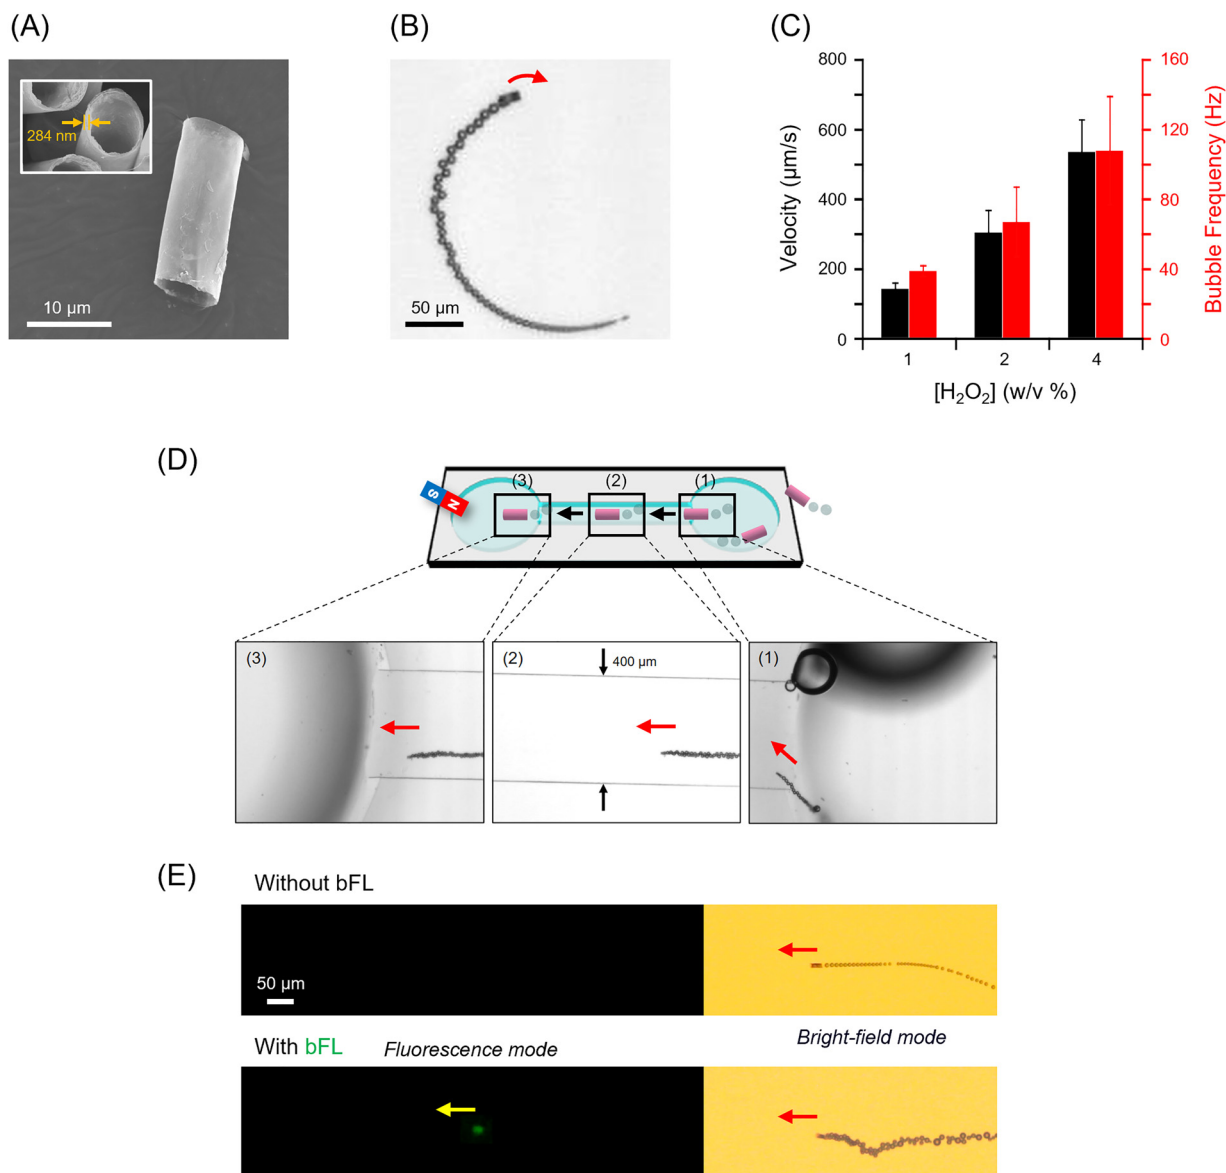 (A)
284 nm
10 μm
(B)
50 μm
(C)
800
600
400
200
0
Velocity (μm/s)
160
120
80
40
0
Bubble Frequency (Hz)
1 2 4
[H₂O₂] (w/v %)
(D)
S N
(3) (2) (1)
(3)
(2)
400 μm
(1)
(E)
Without bFL
50 μm
Bright-field mode
With bFL
Fluorescence mode